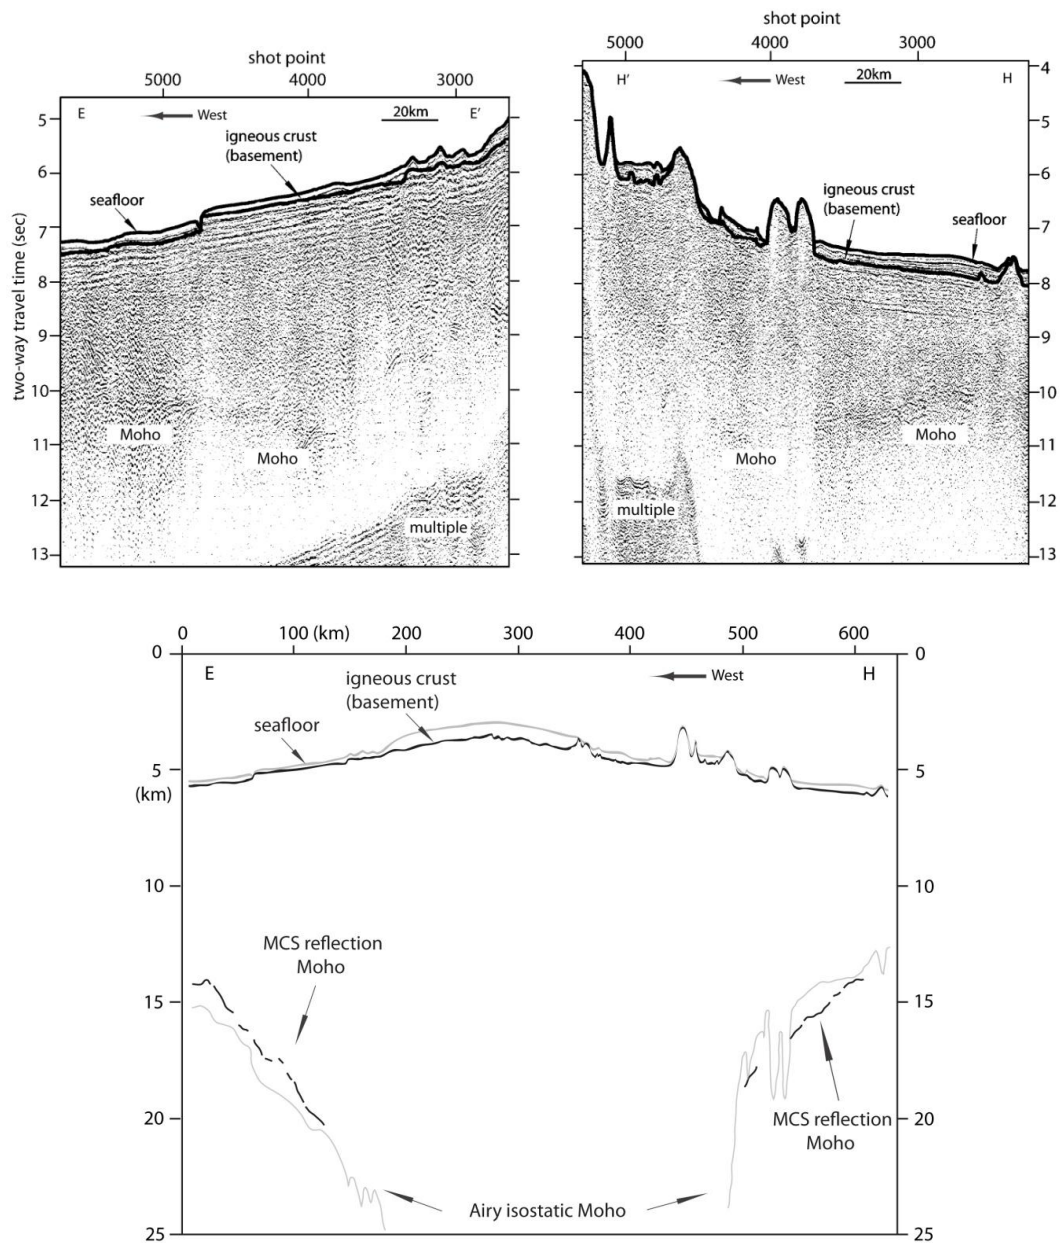 shot point
5000 4000 3000
E West E'
20km
igneous crust
(basement)
seafloor
two-way travel time (sec)
5
6
7
8
9
10
11
12
13
Moho
Moho
multiple
shot point
5000 4000 3000
H' West 20km H
igneous crust
(basement)
seafloor
4
5
6
7
8
9
10
11
12
13
Moho
Moho
multiple
0 100 (km) 200 300 400 500 600
0 0
E West H
igneous crust
(basement)
seafloor
5 5
(km)
10 10
MCS reflection
Moho
15 15
20 20
MCS reflection
Moho
Airy isostatic Moho
25 25